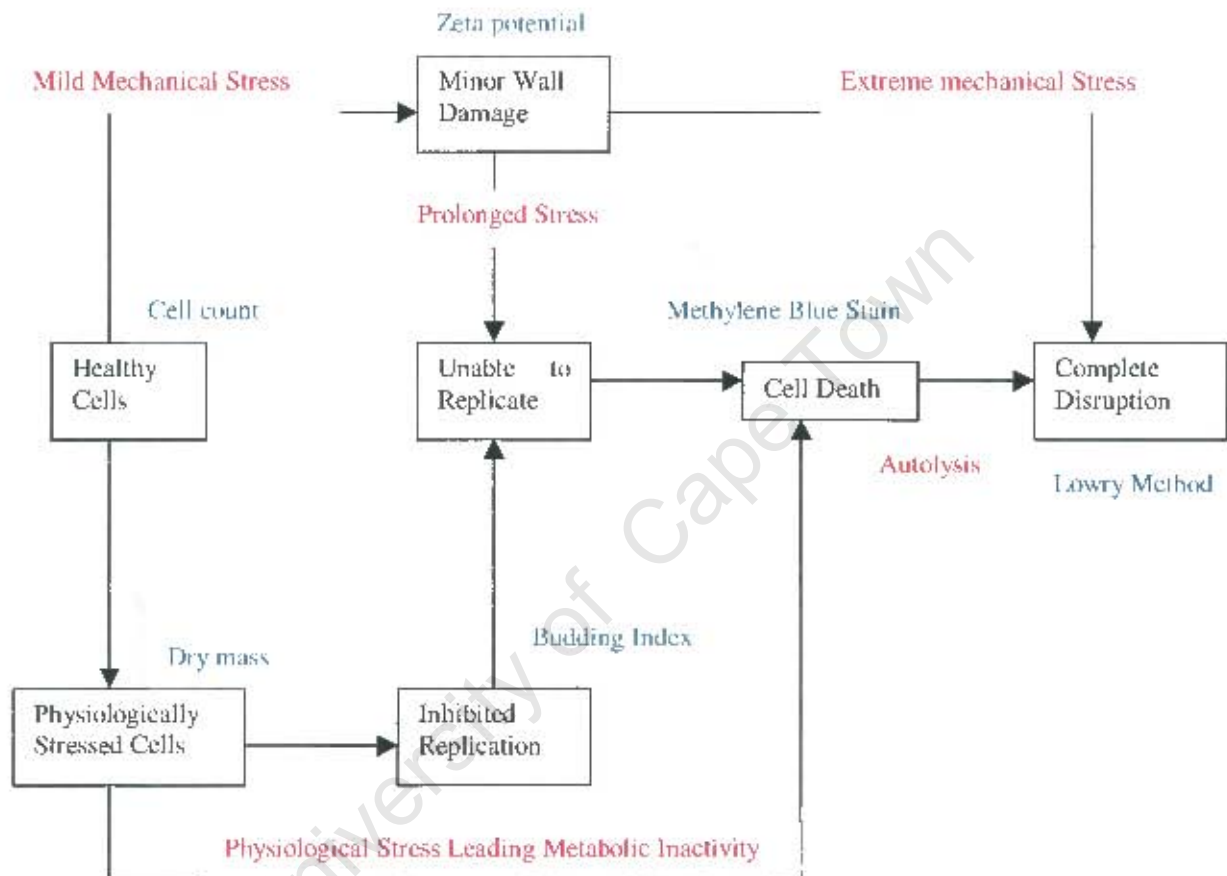 Zeta potential
Mild Mechanical Stress
Minor Wall
Damage
Extreme mechanical Stress
Prolonged Stress
Cell count
Methylene Blue Stain
Healthy
Cells
Unable to
Replicate
Cell Death
Complete
Disruption
Autolysis
Lowry Method
Budding Index
Dry mass
Physiologically
Stressed Cells
Inhibited
Replication
Physiological Stress Leading Metabolic Inactivity
University of Cape Town